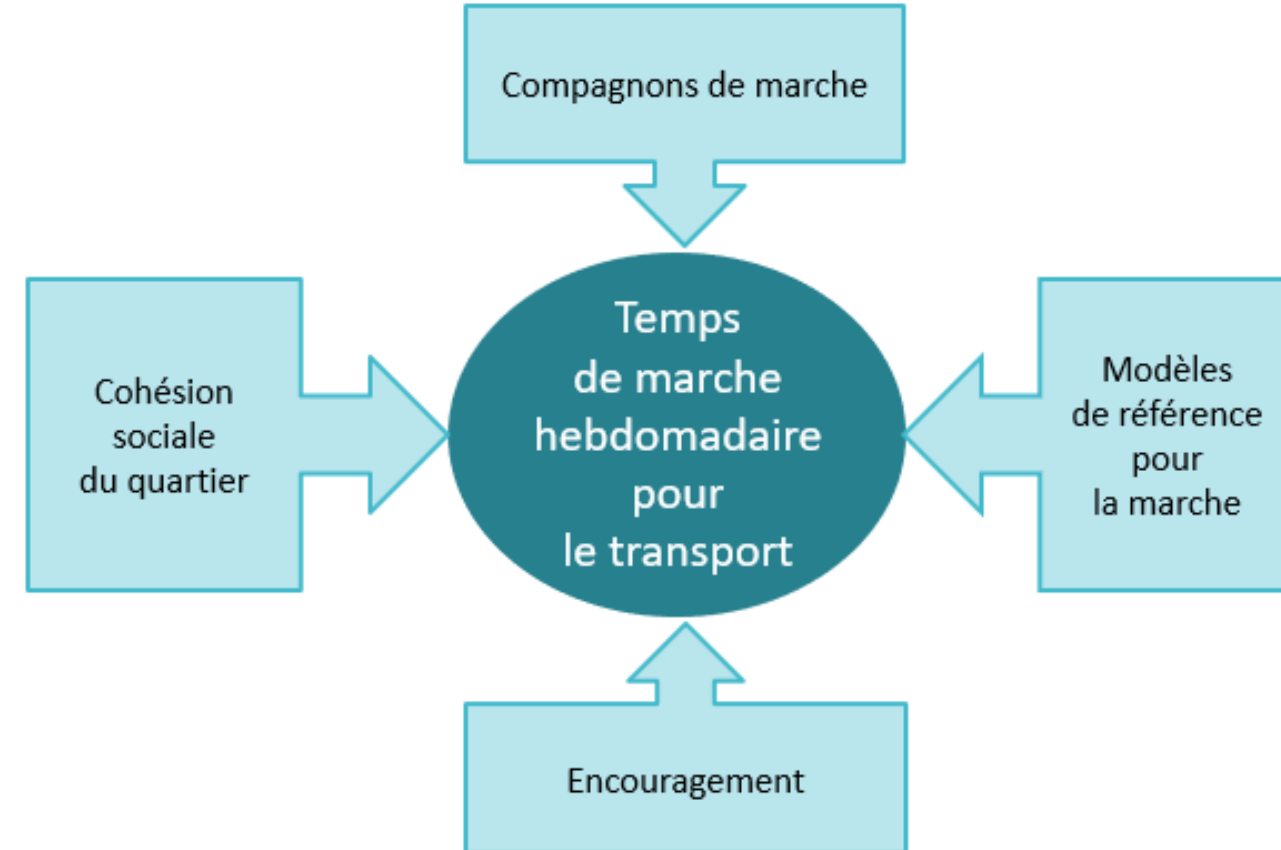 Compagnons de marche
Cohésion
sociale
du quartier
Temps
de marche
hebdomadaire
pour
le transport
Modèles
de référence
pour
la marche
Encouragement